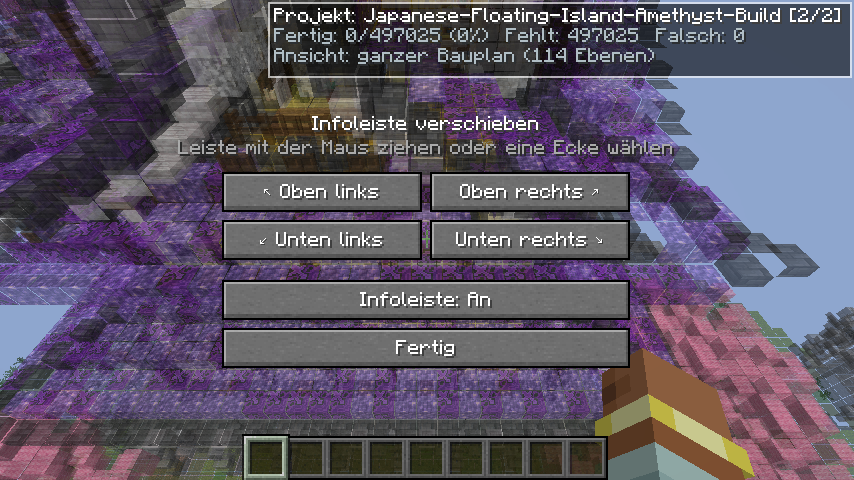 Projekt: Japanese-Floating-Island-Amethyst-Build [2/2]
Fertig: 0/497025 (0%) Fehlt: 497025 Falsch: 0
Ansicht: ganzer Bauplan (114 Ebenen)
Infoleiste verschieben
Leiste mit der Maus ziehen oder eine Ecke wählen
↖ Oben links
Oben rechts ↗
↙ Unten links
Unten rechts ↘
Infoleiste: An
Fertig